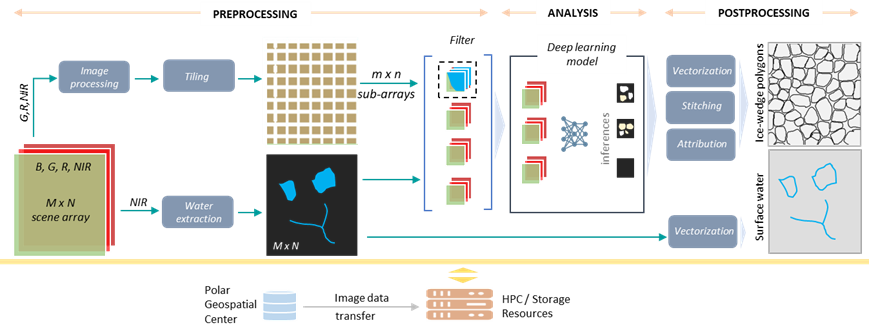 PREPROCESSING
ANALYSIS
POSTPROCESSING
G,R,NIR
Image
processing
Tiling
m x n
sub-arrays
Filter
Deep learning
model
inferences
Vectorization
Stitching
Attribution
Ice-wedge polygons
B, G, R, NIR
M x N
scene array
NIR
Water
extraction
M x N
Vectorization
Surface water
Polar
Geospatial
Center
Image data
transfer
HPC / Storage
Resources